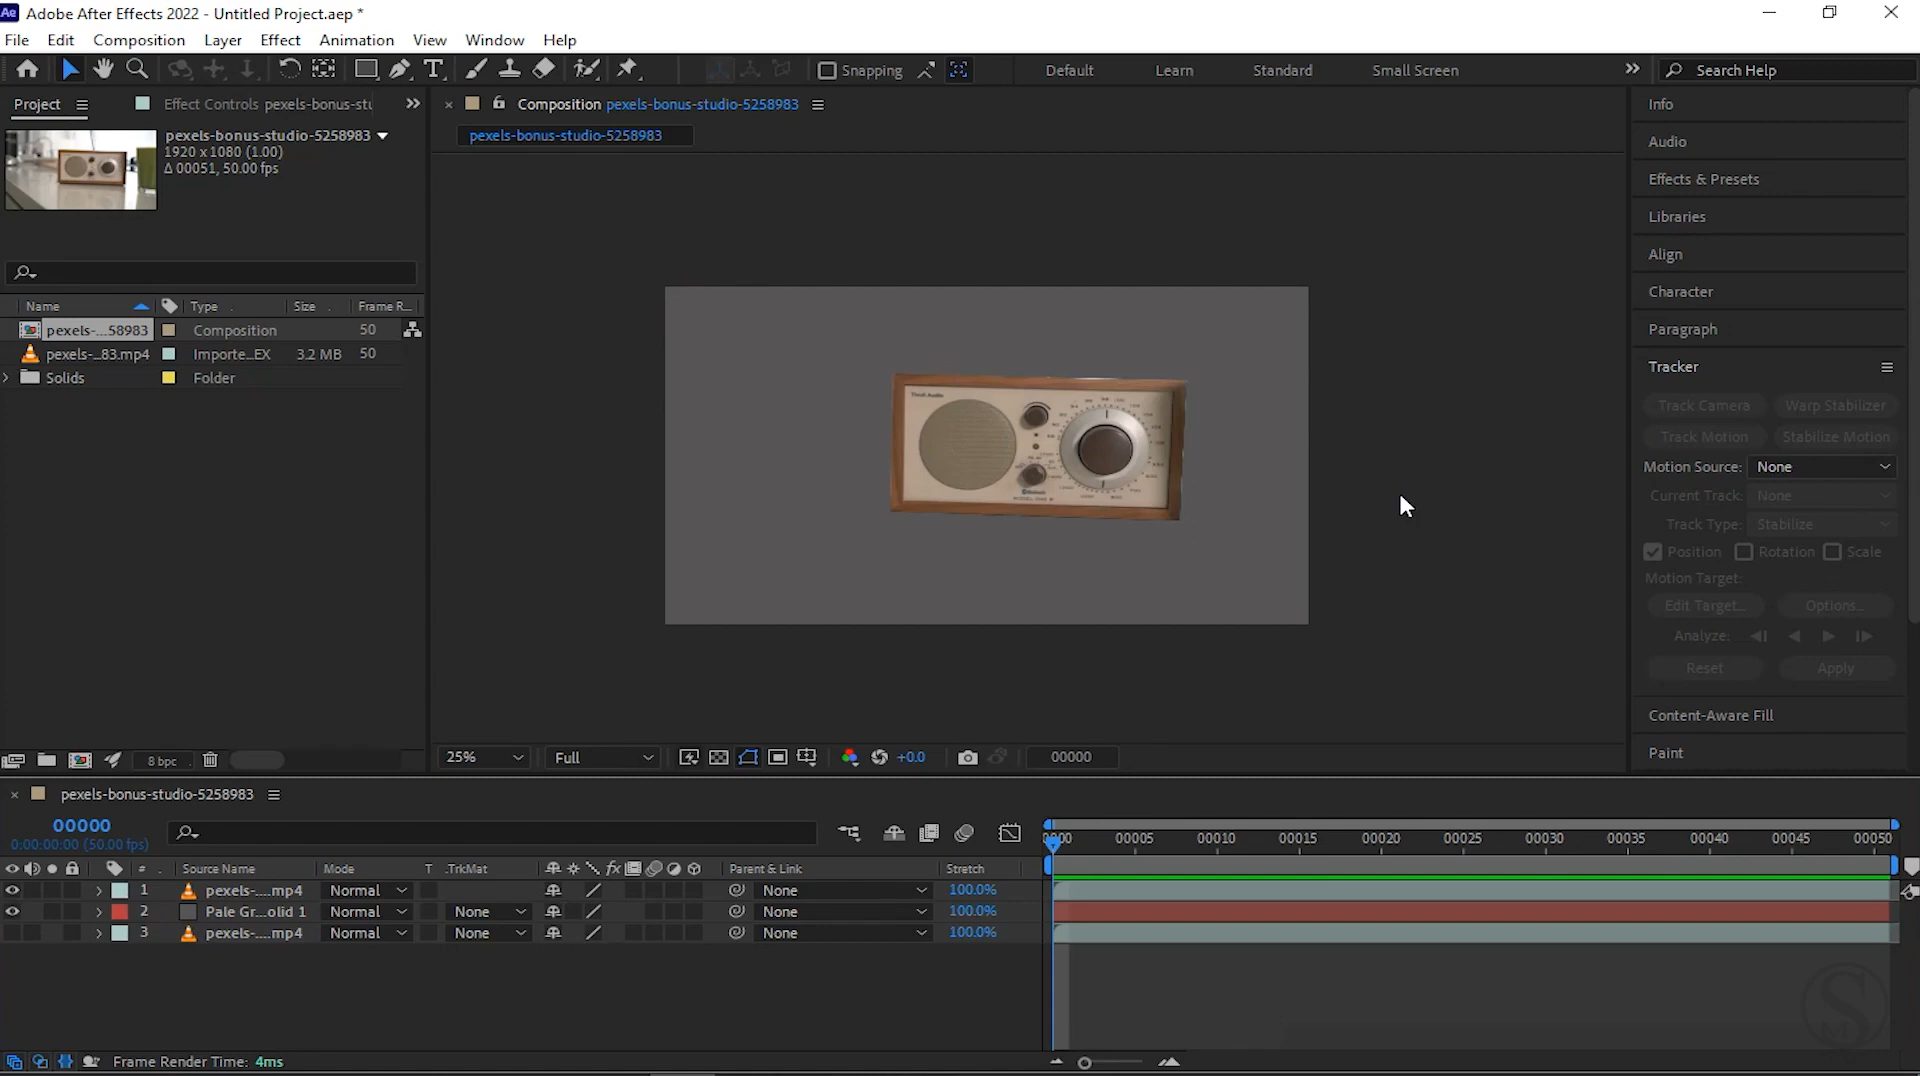 Ae Adobe After Effects 2022 - Untitled Project.aep *
File Edit Composition Layer Effect Animation View Window Help
T Snapping Default Learn Standard Small Screen Search Help
Project Effect Controls pexels-bonus-stu
Composition pexels-bonus-studio-5258983
pexels-bonus-studio-5258983
pexels-bonus-studio-5258983
1920 x 1080 (1.00)
Δ 00051, 50.00 fps
Name Type Size Frame R...
pexels-...58983 Composition 50
pexels-...83.mp4 Importe...EX 3.2 MB 50
Solids Folder
8 bpc
Tivoli Audio
25% Full +0.0 00000
Info
Audio
Effects & Presets
Libraries
Align
Character
Paragraph
Tracker
Track Camera Warp Stabilizer
Track Motion Stabilize Motion
Motion Source: None
Current Track: None
Track Type: Stabilize
Position Rotation Scale
Motion Target:
Edit Target... Options...
Analyze:
Reset Apply
Content-Aware Fill
Paint
pexels-bonus-studio-5258983
00000
0:00:00:00 (50.00 fps)
0000 00005 00010 00015 00020 00025 00030 00035 00040 00045 00050
# Source Name Mode T .TrkMat fx Parent & Link Stretch
1 pexels-....mp4 Normal None 100.0%
2 Pale Gr...olid 1 Normal None None 100.0%
3 pexels-....mp4 Normal None None 100.0%
Frame Render Time: 4ms